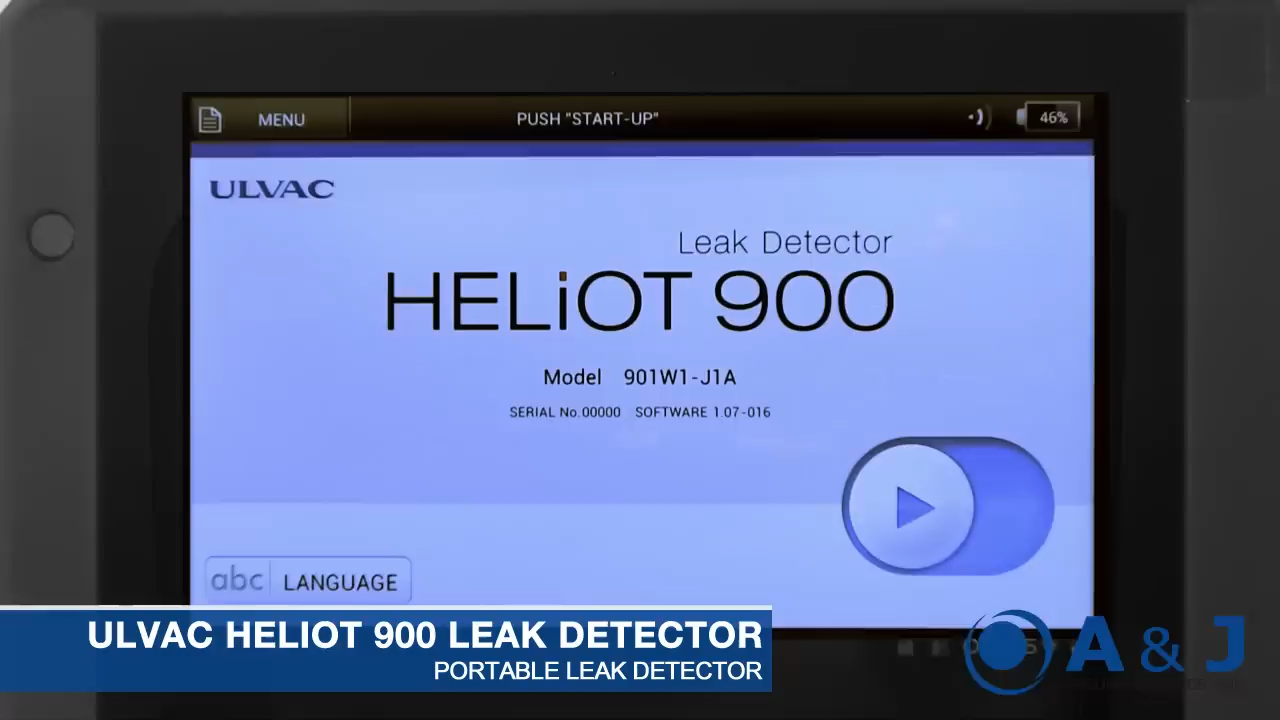 MENU
PUSH "START-UP"
46%
ULVAC
Leak Detector
HELiOT 900
Model 901W1-J1A
SERIAL No.00000 SOFTWARE 1.07-016
abc LANGUAGE
ULVAC HELIOT 900 LEAK DETECTOR
PORTABLE LEAK DETECTOR
A & J